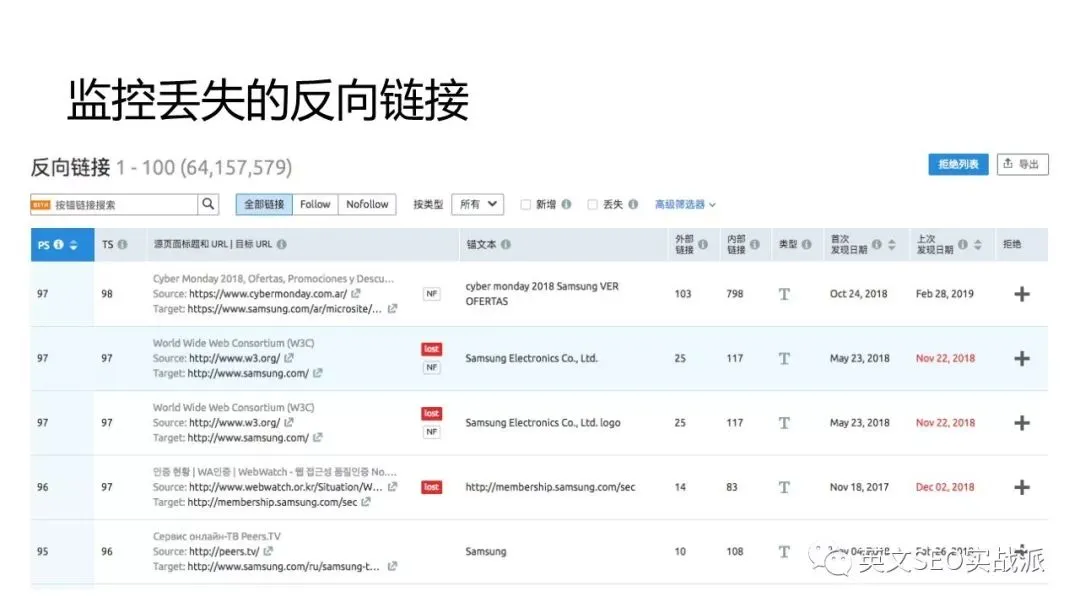 监控丢失的反向链接
反向链接 1 - 100 (64,157,579)
拒绝列表
导出
BETA 按锚链接搜索
全部链接 Follow Nofollow
按类型 所有
新增
丢失
高级筛选器
PS TS 源页面标题和 URL | 目标 URL 锚文本 外部链接 内部链接 类型 首次发现日期 上次发现日期 拒绝
Cyber Monday 2018, Ofertas, Promociones y Descu...
97 98 Source: https://www.cybermonday.com.ar/ NF cyber monday 2018 Samsung VER OFERTAS 103 798 T Oct 24, 2018 Feb 28, 2019
Target: https://www.samsung.com/ar/microsite/...
World Wide Web Consortium (W3C)
97 97 Source: http://www.w3.org/ lost NF Samsung Electronics Co., Ltd. 25 117 T May 23, 2018 Nov 22, 2018
Target: http://www.samsung.com/
World Wide Web Consortium (W3C)
97 97 Source: http://www.w3.org/ lost NF Samsung Electronics Co., Ltd. logo 25 117 T May 23, 2018 Nov 22, 2018
Target: http://www.samsung.com/
인증 현황 | WA인증 | WebWatch - 웹 접근성 품질인증 No....
96 97 Source: http://www.webwatch.or.kr/Situation/W... lost http://membership.samsung.com/sec 14 83 T Nov 18, 2017 Dec 02, 2018
Target: http://membership.samsung.com/sec
Сервис онлайн-ТВ Peers.TV
95 96 Source: http://peers.tv/ Samsung 10 108 T
Target: http://www.samsung.com/ru/samsung-t...
英文SEO实战派